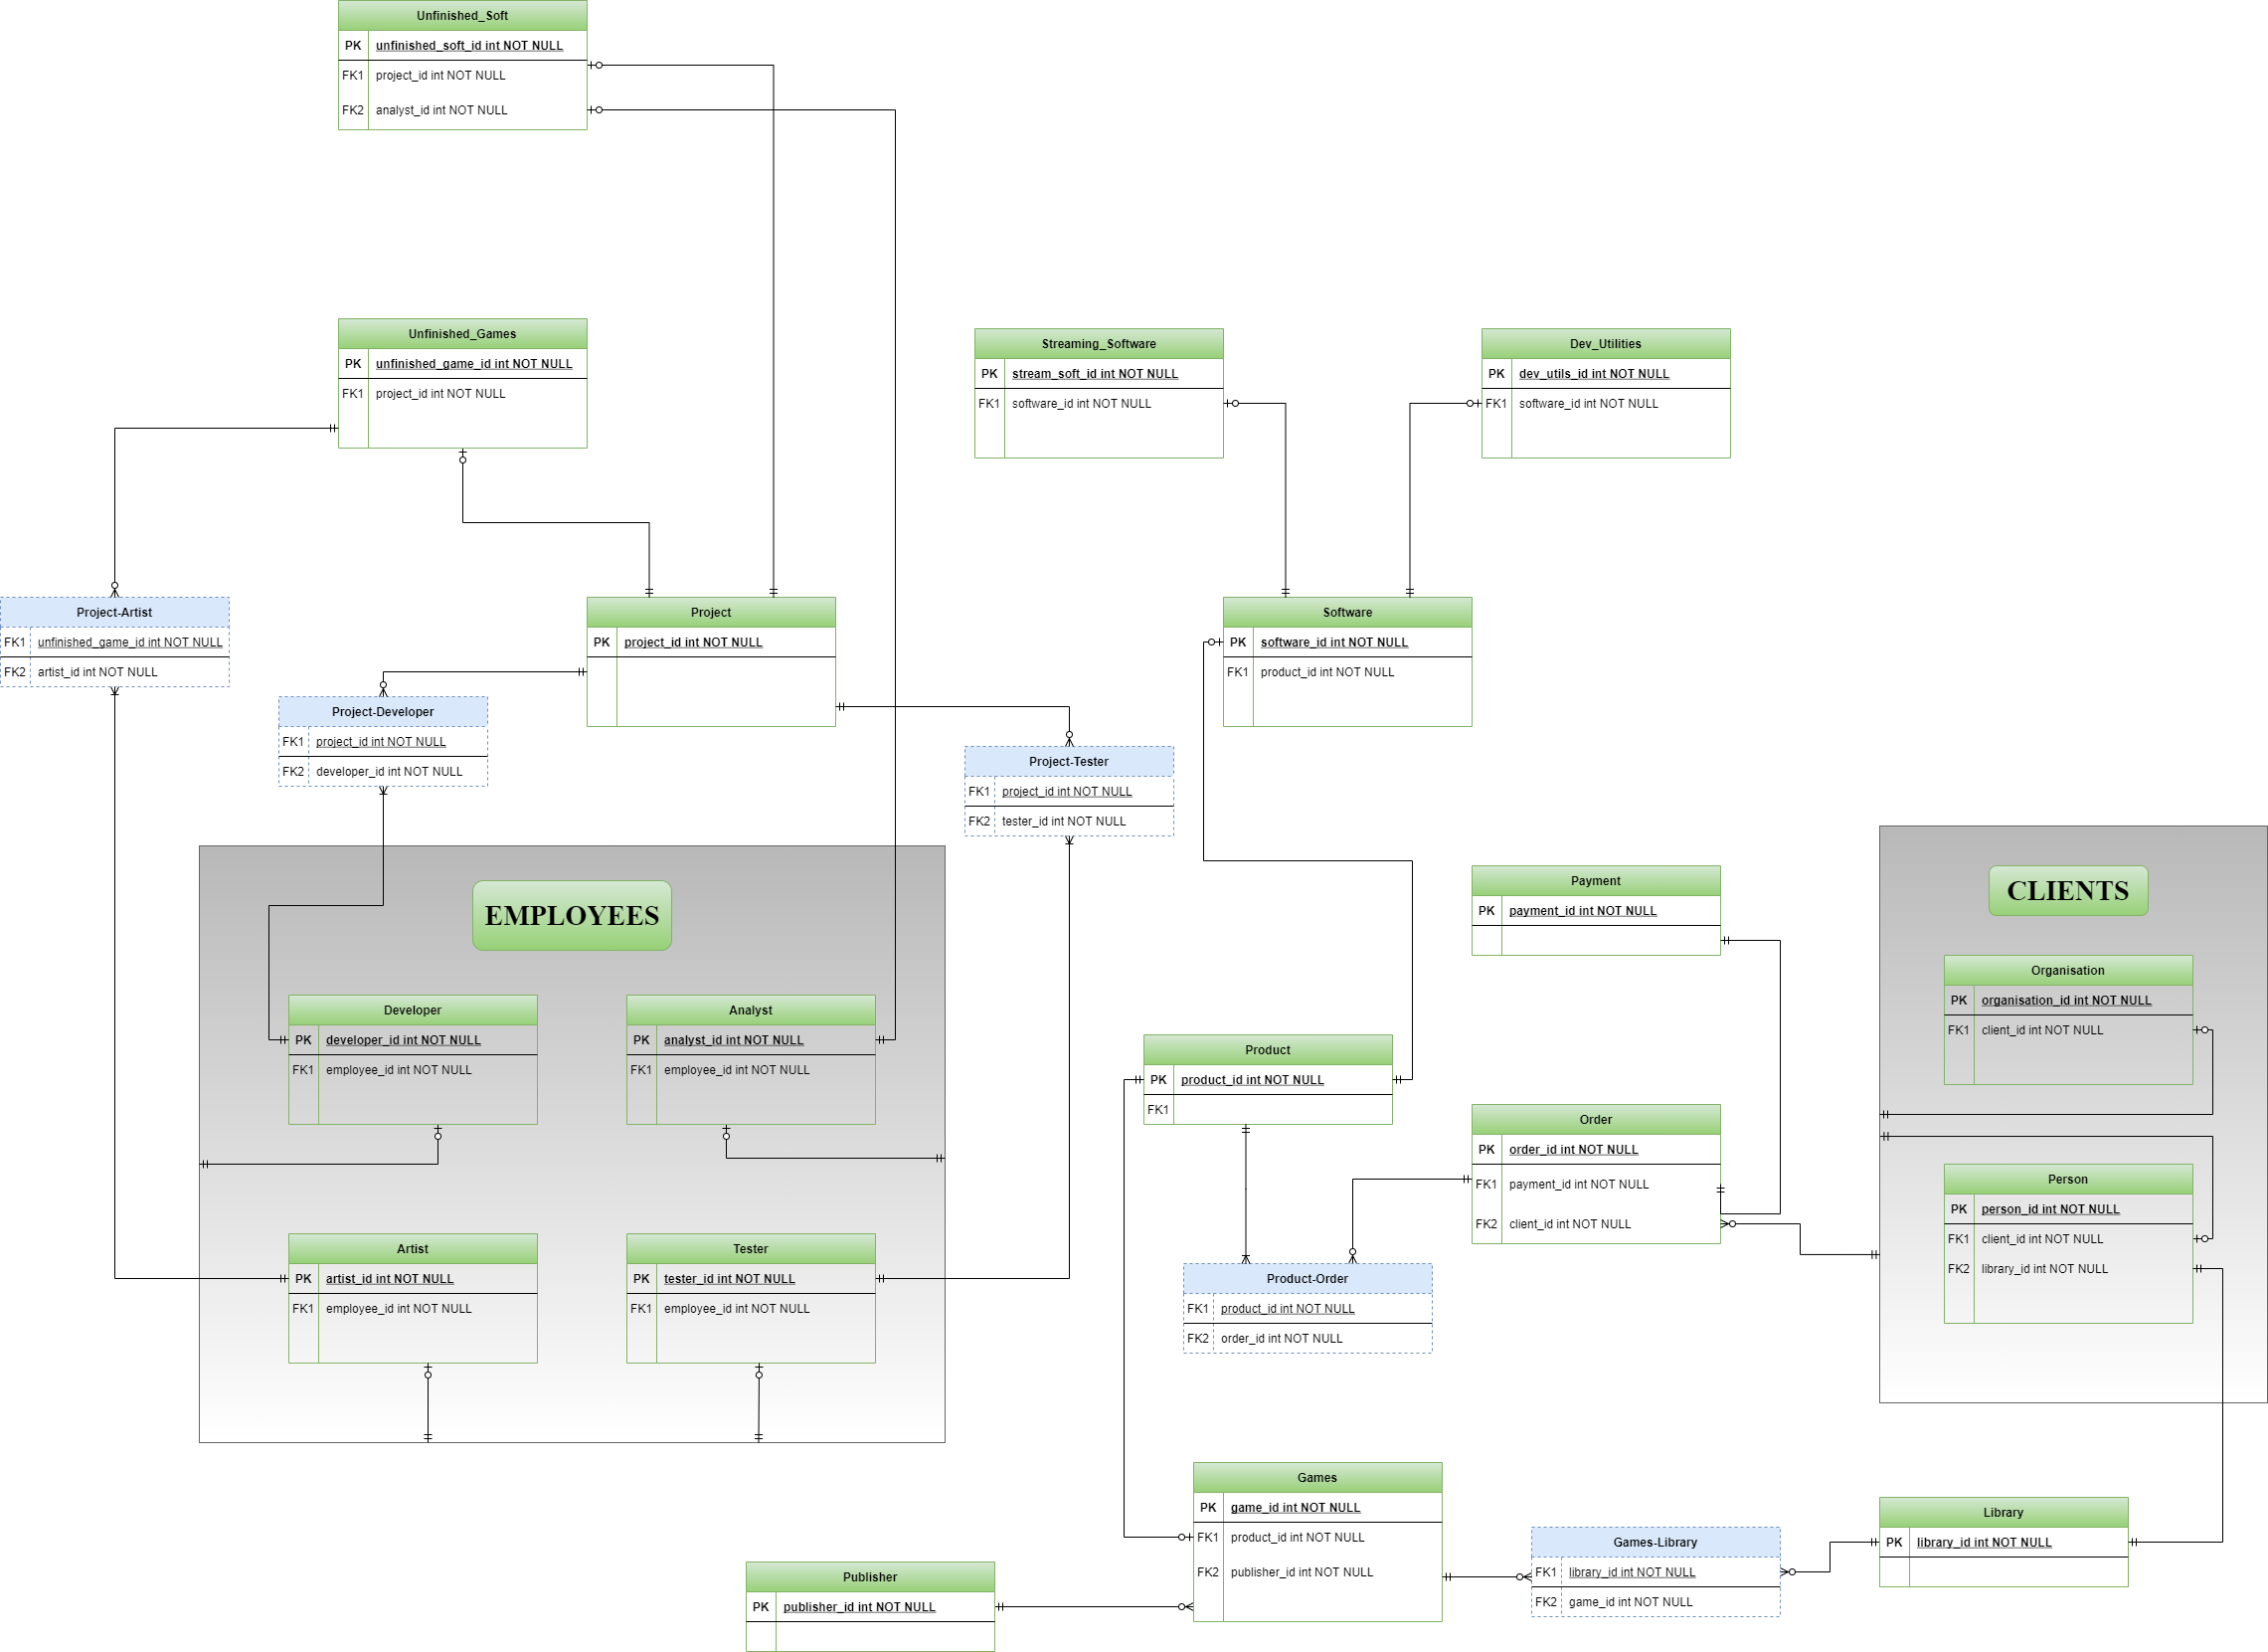 Unfinished_Soft
PK unfinished_soft_id int NOT NULL
FK1 project_id int NOT NULL
FK2 analyst_id int NOT NULL
Unfinished_Games
PK unfinished_game_id int NOT NULL
FK1 project_id int NOT NULL
Streaming_Software
PK stream_soft_id int NOT NULL
FK1 software_id int NOT NULL
Dev_Utilities
PK dev_utils_id int NOT NULL
FK1 software_id int NOT NULL
Project-Artist
FK1 unfinished_game_id int NOT NULL
FK2 artist_id int NOT NULL
Project
PK project_id int NOT NULL
Software
PK software_id int NOT NULL
FK1 product_id int NOT NULL
Project-Developer
FK1 project_id int NOT NULL
FK2 developer_id int NOT NULL
Project-Tester
FK1 project_id int NOT NULL
FK2 tester_id int NOT NULL
EMPLOYEES
Developer
PK developer_id int NOT NULL
FK1 employee_id int NOT NULL
Analyst
PK analyst_id int NOT NULL
FK1 employee_id int NOT NULL
Artist
PK artist_id int NOT NULL
FK1 employee_id int NOT NULL
Tester
PK tester_id int NOT NULL
FK1 employee_id int NOT NULL
Payment
PK payment_id int NOT NULL
CLIENTS
Organisation
PK organisation_id int NOT NULL
FK1 client_id int NOT NULL
Person
PK person_id int NOT NULL
FK1 client_id int NOT NULL
FK2 library_id int NOT NULL
Product
PK product_id int NOT NULL
FK1
Order
PK order_id int NOT NULL
FK1 payment_id int NOT NULL
FK2 client_id int NOT NULL
Product-Order
FK1 product_id int NOT NULL
FK2 order_id int NOT NULL
Games
PK game_id int NOT NULL
FK1 product_id int NOT NULL
FK2 publisher_id int NOT NULL
Games-Library
FK1 library_id int NOT NULL
FK2 game_id int NOT NULL
Library
PK library_id int NOT NULL
Publisher
PK publisher_id int NOT NULL